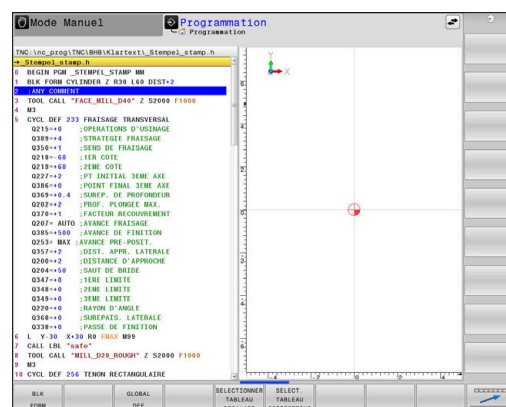 Mode Manuel
Programmation
Programmation
TNC:\nc_prog\TNC\BHB\Klartext\_Stempel_stamp.h
→_Stempel_stamp.h
0 BEGIN PGM _STEMPEL_STAMP MM
1 BLK FORM CYLINDER Z R30 L60 DIST+2
2 ;ANY COMMENT
3 TOOL CALL "FACE_MILL_D40" Z S2000 F1000
4 M3
5 CYCL DEF 233 FRAISAGE TRANSVERSAL
Q215=+0 ;OPERATIONS D'USINAGE
Q389=+4 ;STRATEGIE FRAISAGE
Q350=+1 ;SENS DE FRAISAGE
Q218=-60 ;1ER COTE
Q219=+60 ;2EME COTE
Q227=+2 ;PT INITIAL 3EME AXE
Q386=+0 ;POINT FINAL 3EME AXE
Q369=+0.4 ;SUREP. DE PROFONDEUR
Q202=+2 ;PROF. PLONGEE MAX.
Q370=+1 ;FACTEUR RECOUVREMENT
Q207= AUTO ;AVANCE FRAISAGE
Q385=+500 ;AVANCE DE FINITION
Q253= MAX ;AVANCE PRE-POSIT.
Q357=+2 ;DIST. APPR. LATERALE
Q200=+2 ;DISTANCE D'APPROCHE
Q204=+50 ;SAUT DE BRIDE
Q347=+0 ;1ERE LIMITE
Q348=+0 ;2EME LIMITE
Q349=+0 ;3EME LIMITE
Q220=+0 ;RAYON D'ANGLE
Q368=+0 ;SUREPAIS. LATERALE
Q338=+0 ;PASSE DE FINITION
6 L Y-30 X+30 R0 FMAX M99
7 CALL LBL "safe"
8 TOOL CALL "MILL_D20_ROUGH" Z S2000 F1000
9 M3
10 CYCL DEF 256 TENON RECTANGULAIRE
Y
X
BLK
FORM
GLOBAL
DEF
SELECTIONNER
TABLEAU
SELECT.
TABLEAU